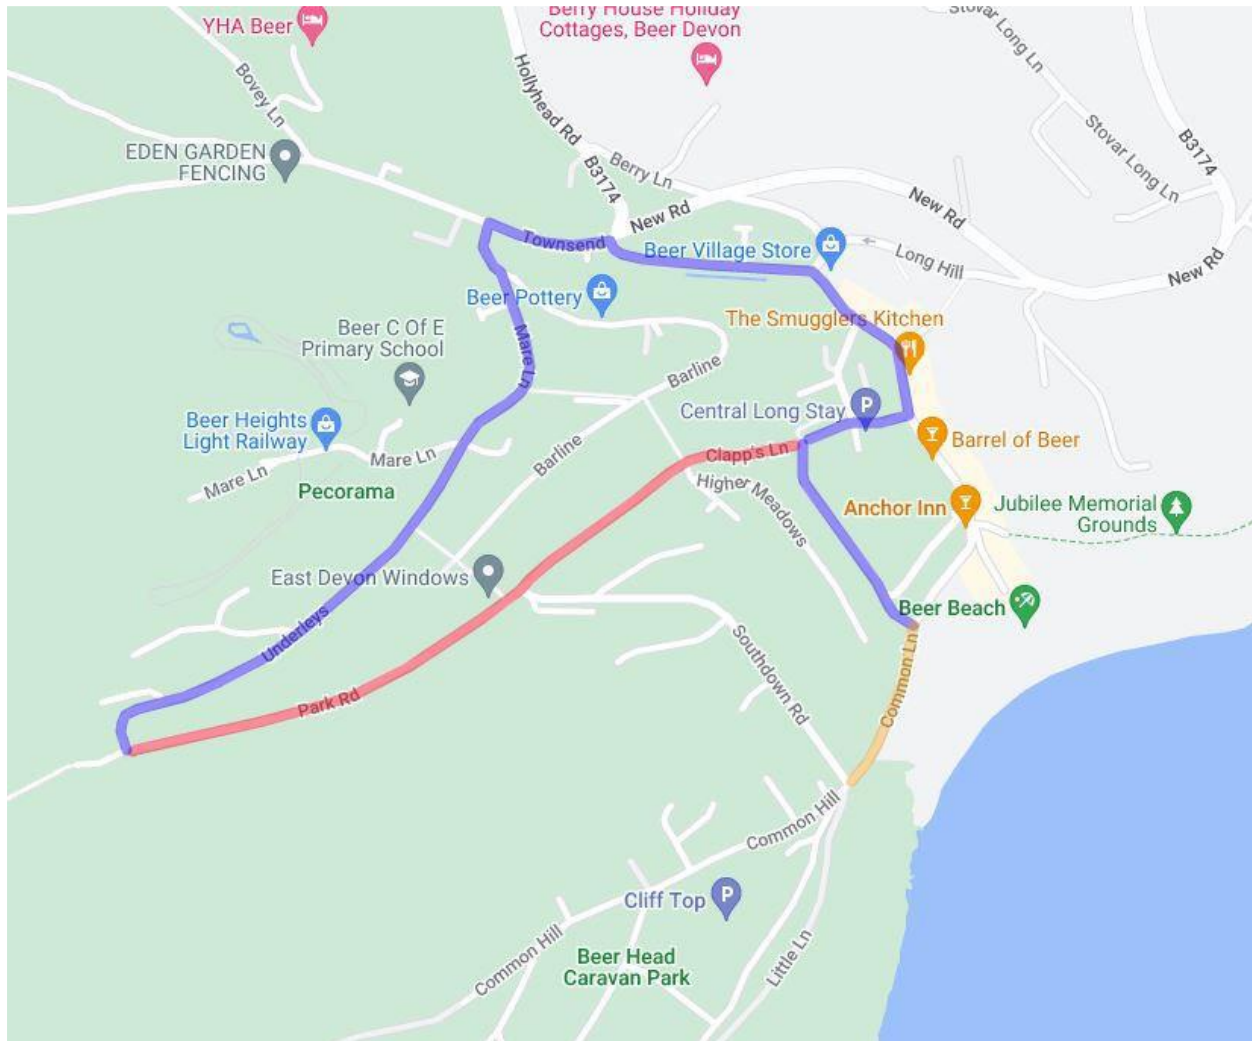 YHA Beer
Berry House Holiday
Cottages, Beer Devon
Stovar Long Ln
Bovey Ln
Hollyhead Rd
B3174
Stovar Long Ln
B3174
EDEN GARDEN
FENCING
Berry Ln
New Rd
New Rd
Townsend
Beer Village Store
Long Hill
New Rd
Beer Pottery
The Smugglers Kitchen
Beer C Of E
Primary School
Mare Ln
Barline
Central Long Stay
P
Beer Heights
Light Railway
Barrel of Beer
Mare Ln
Mare Ln
Barline
Clapp's Ln
Pecorama
Higher Meadows
Anchor Inn
Jubilee Memorial
Grounds
East Devon Windows
Beer Beach
Underleys
Southdown Rd
Common Ln
Park Rd
Common Hill
Cliff Top
P
Common Hill
Beer Head
Caravan Park
Little Ln